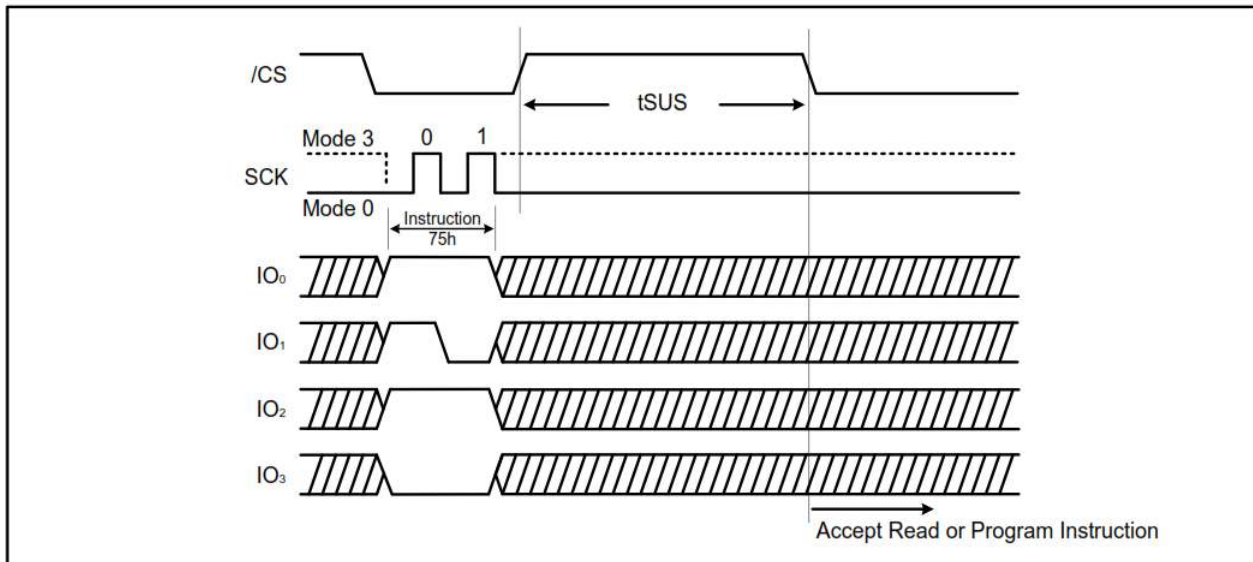 /CS
tSUS
Mode 3 0 1
SCK
Mode 0
Instruction
75h
IO₀
IO₁
IO₂
IO₃
Accept Read or Program Instruction